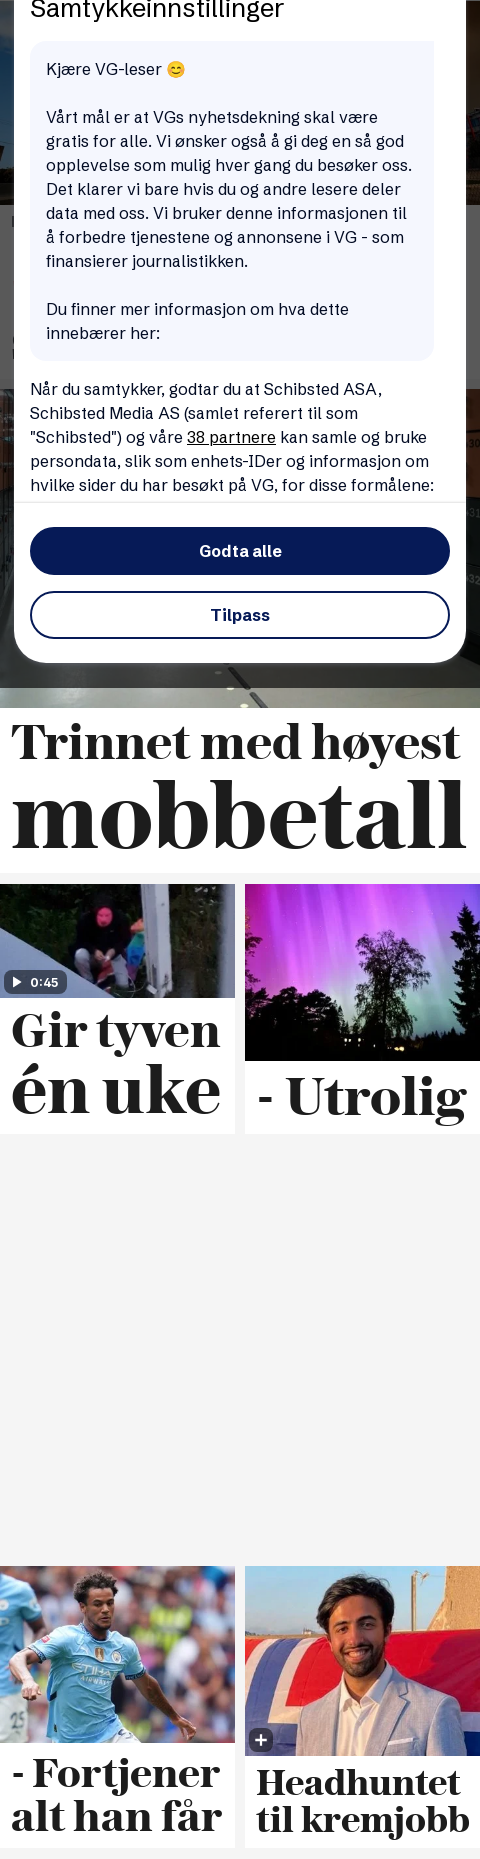 Samtykkeinnstillinger
Kjære VG-leser 😊
Vårt mål er at VGs nyhetsdekning skal være
gratis for alle. Vi ønsker også å gi deg en så god
opplevelse som mulig hver gang du besøker oss.
Det klarer vi bare hvis du og andre lesere deler
data med oss. Vi bruker denne informasjonen til
å forbedre tjenestene og annonsene i VG - som
finansierer journalistikken.
Du finner mer informasjon om hva dette
innebærer her:
Når du samtykker, godtar du at Schibsted ASA,
Schibsted Media AS (samlet referert til som
"Schibsted") og våre 38 partnere kan samle og bruke
persondata, slik som enhets-IDer og informasjon om
hvilke sider du har besøkt på VG, for disse formålene:
Godta alle
Tilpass
Trinnet med høyest
mobbetall
0:45
Gir tyven
én uke
- Utrolig
ETIHAD
AIRWAYS
25
- Fortjener
alt han får
Headhuntet
til kremjobb